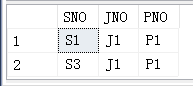 SNO JNO PNO
1 S1 J1 P1
2 S3 J1 P1